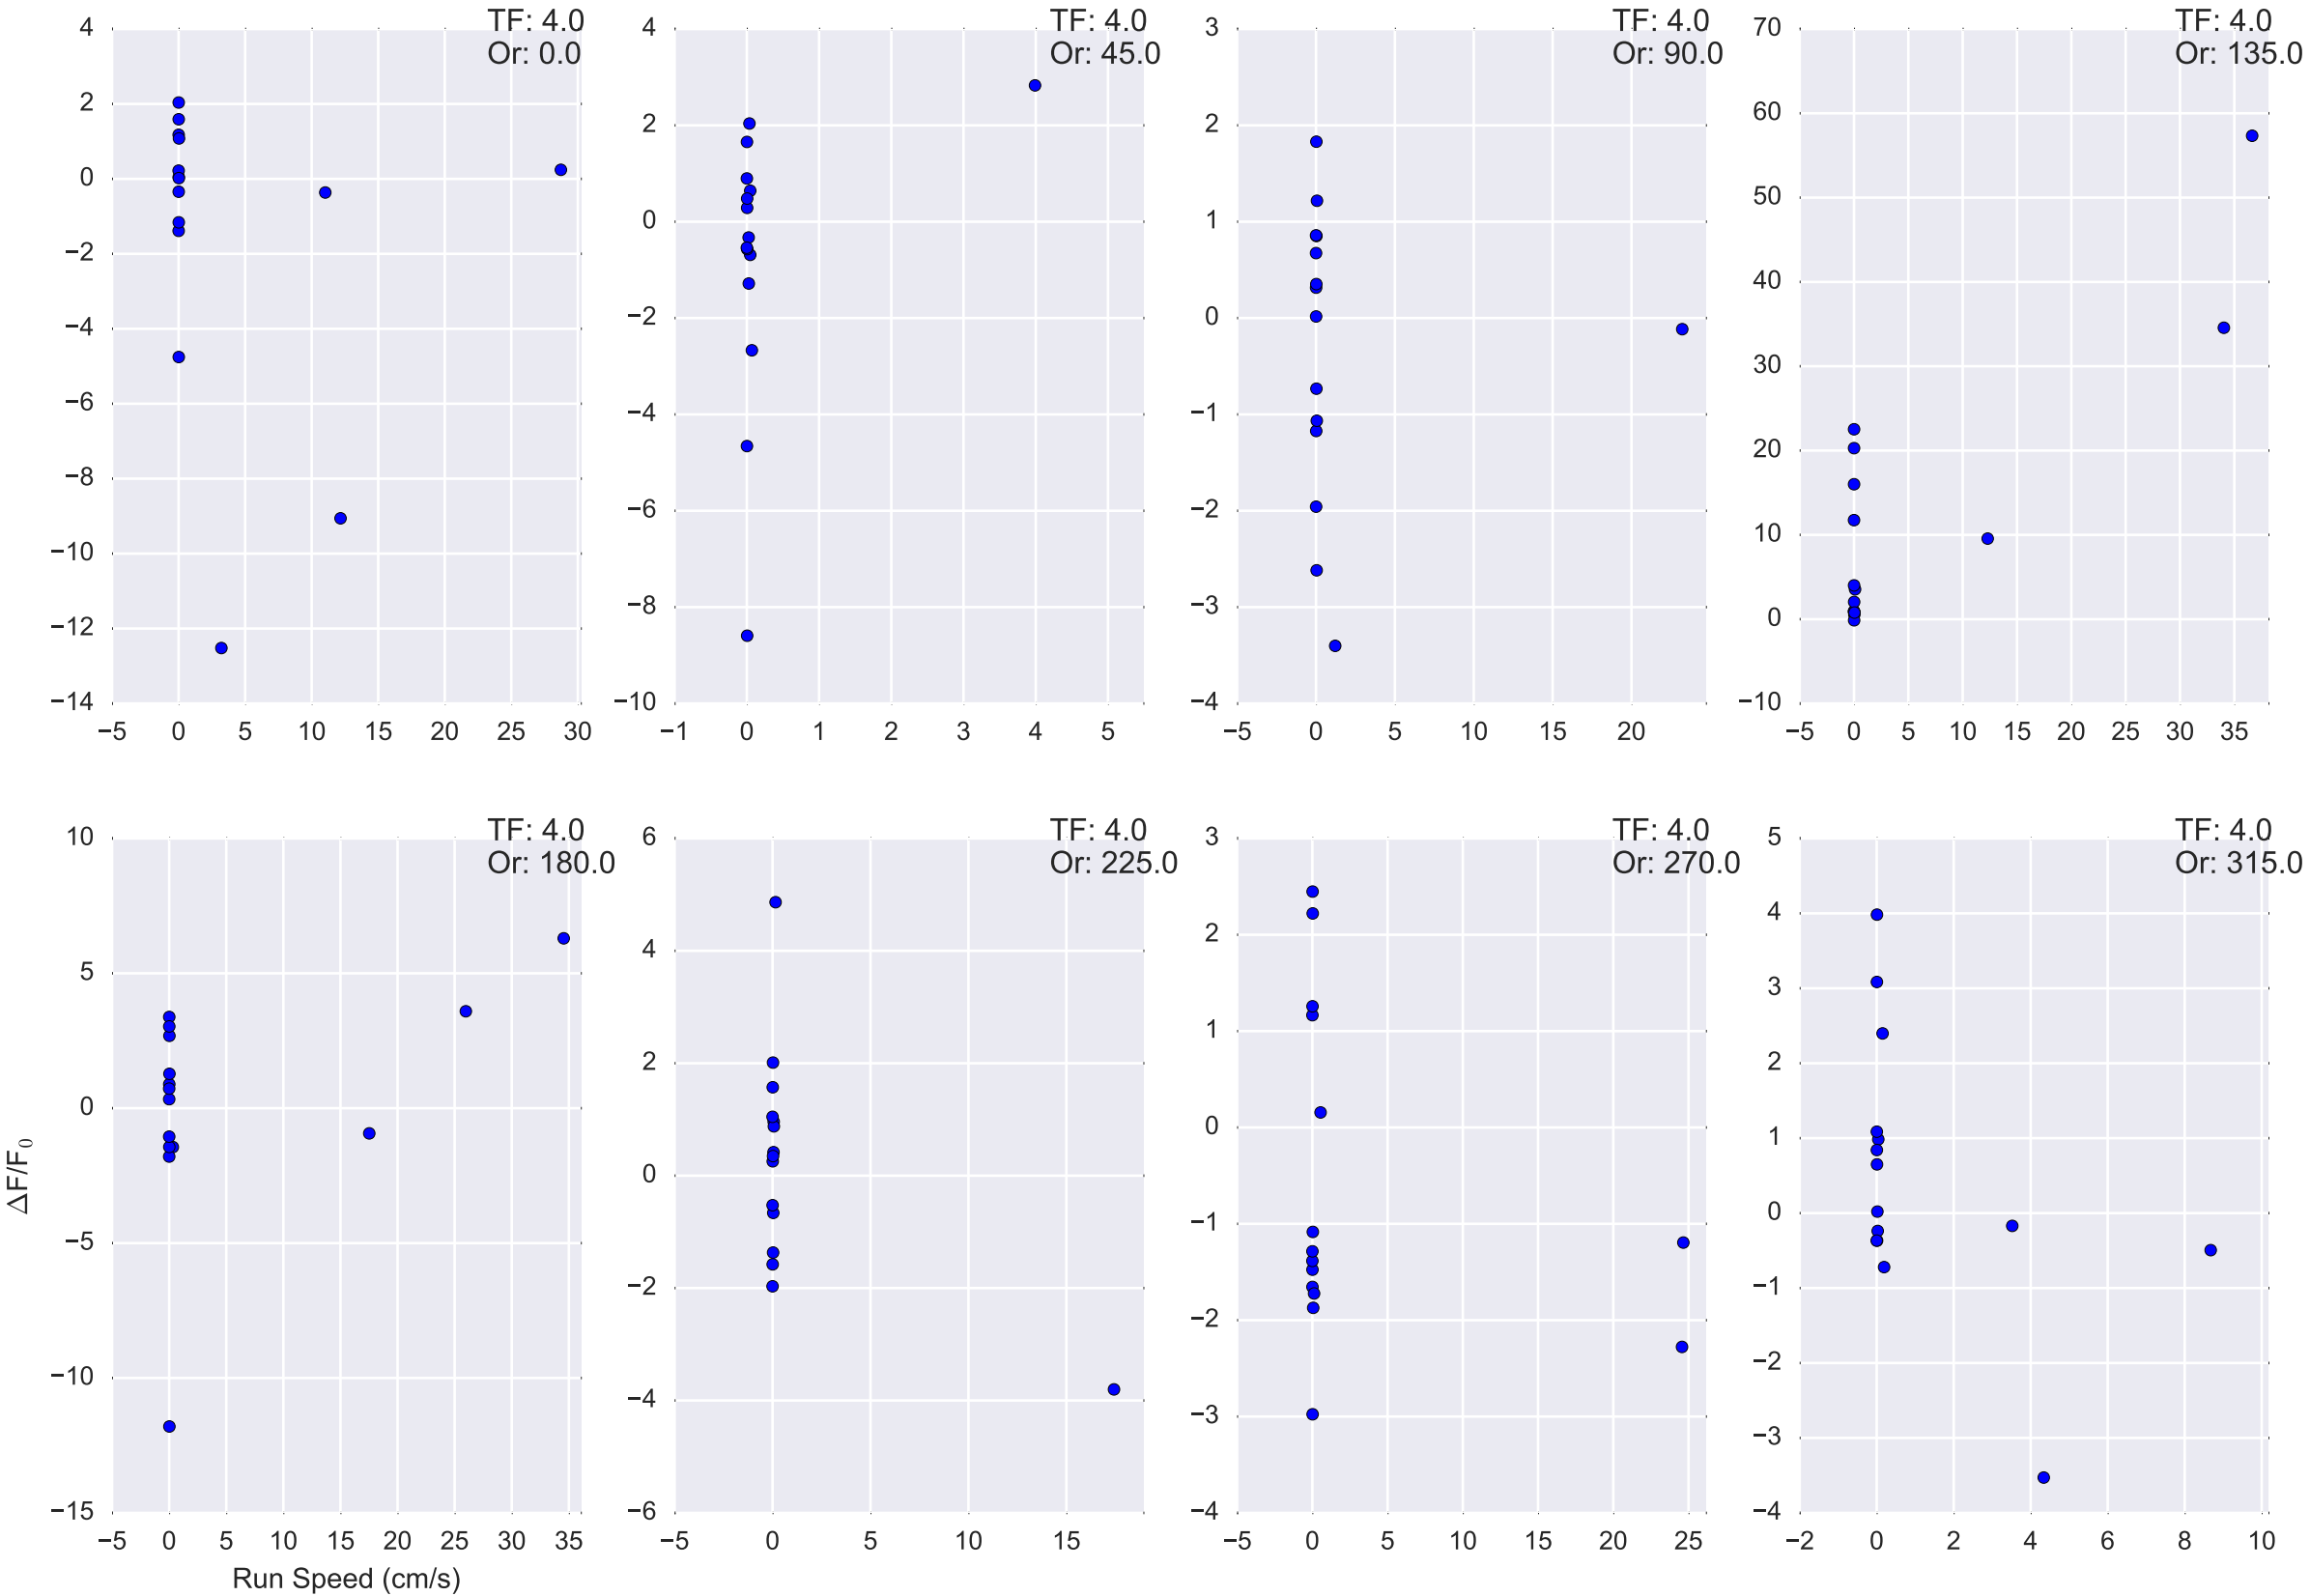 TF: 4.0
Or: 0.0
4
2
0
−2
−4
−6
−8
−10
−12
−14
−5 0 5 10 15 20 25 30
TF: 4.0
Or: 45.0
4
2
0
−2
−4
−6
−8
−10
−1 0 1 2 3 4 5
TF: 4.0
Or: 90.0
3
2
1
0
−1
−2
−3
−4
−5 0 5 10 15 20
TF: 4.0
Or: 135.0
70
60
50
40
30
20
10
0
−10
−5 0 5 10 15 20 25 30 35
TF: 4.0
Or: 180.0
10
5
0
−5
−10
−15
−5 0 5 10 15 20 25 30 35
Run Speed (cm/s)
ΔF/F0
TF: 4.0
Or: 225.0
6
4
2
0
−2
−4
−6
−5 0 5 10 15
TF: 4.0
Or: 270.0
3
2
1
0
−1
−2
−3
−4
−5 0 5 10 15 20 25
TF: 4.0
Or: 315.0
5
4
3
2
1
0
−1
−2
−3
−4
−2 0 2 4 6 8 10